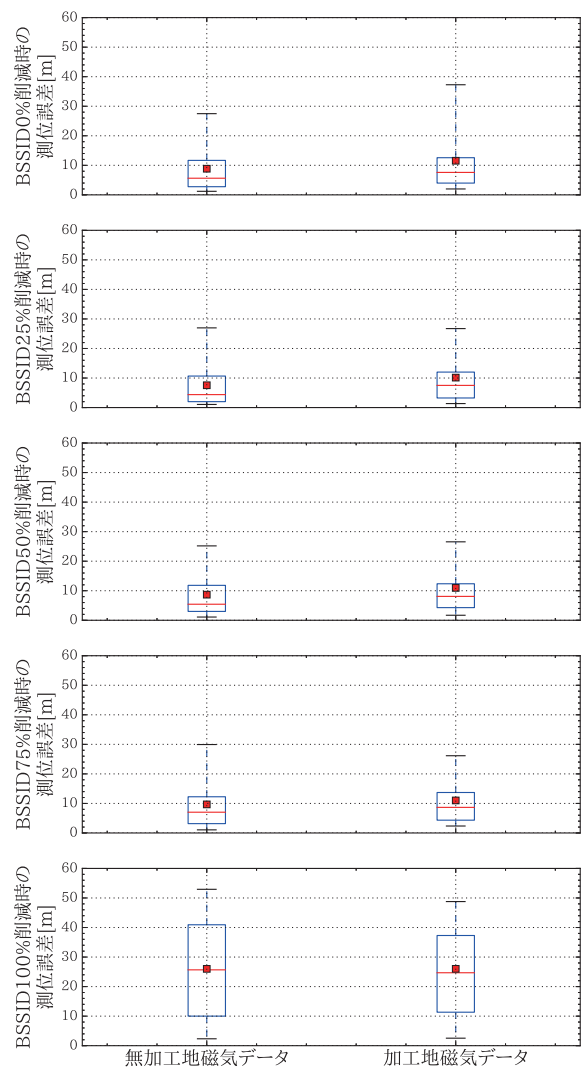 BSSID0%削減時の
測位誤差[m]
60
50
40
30
20
10
0
BSSID25%削減時の
測位誤差[m]
60
50
40
30
20
10
0
BSSID50%削減時の
測位誤差[m]
60
50
40
30
20
10
0
BSSID75%削減時の
測位誤差[m]
60
50
40
30
20
10
0
BSSID100%削減時の
測位誤差[m]
60
50
40
30
20
10
0
無加工地磁気データ
加工地磁気データ